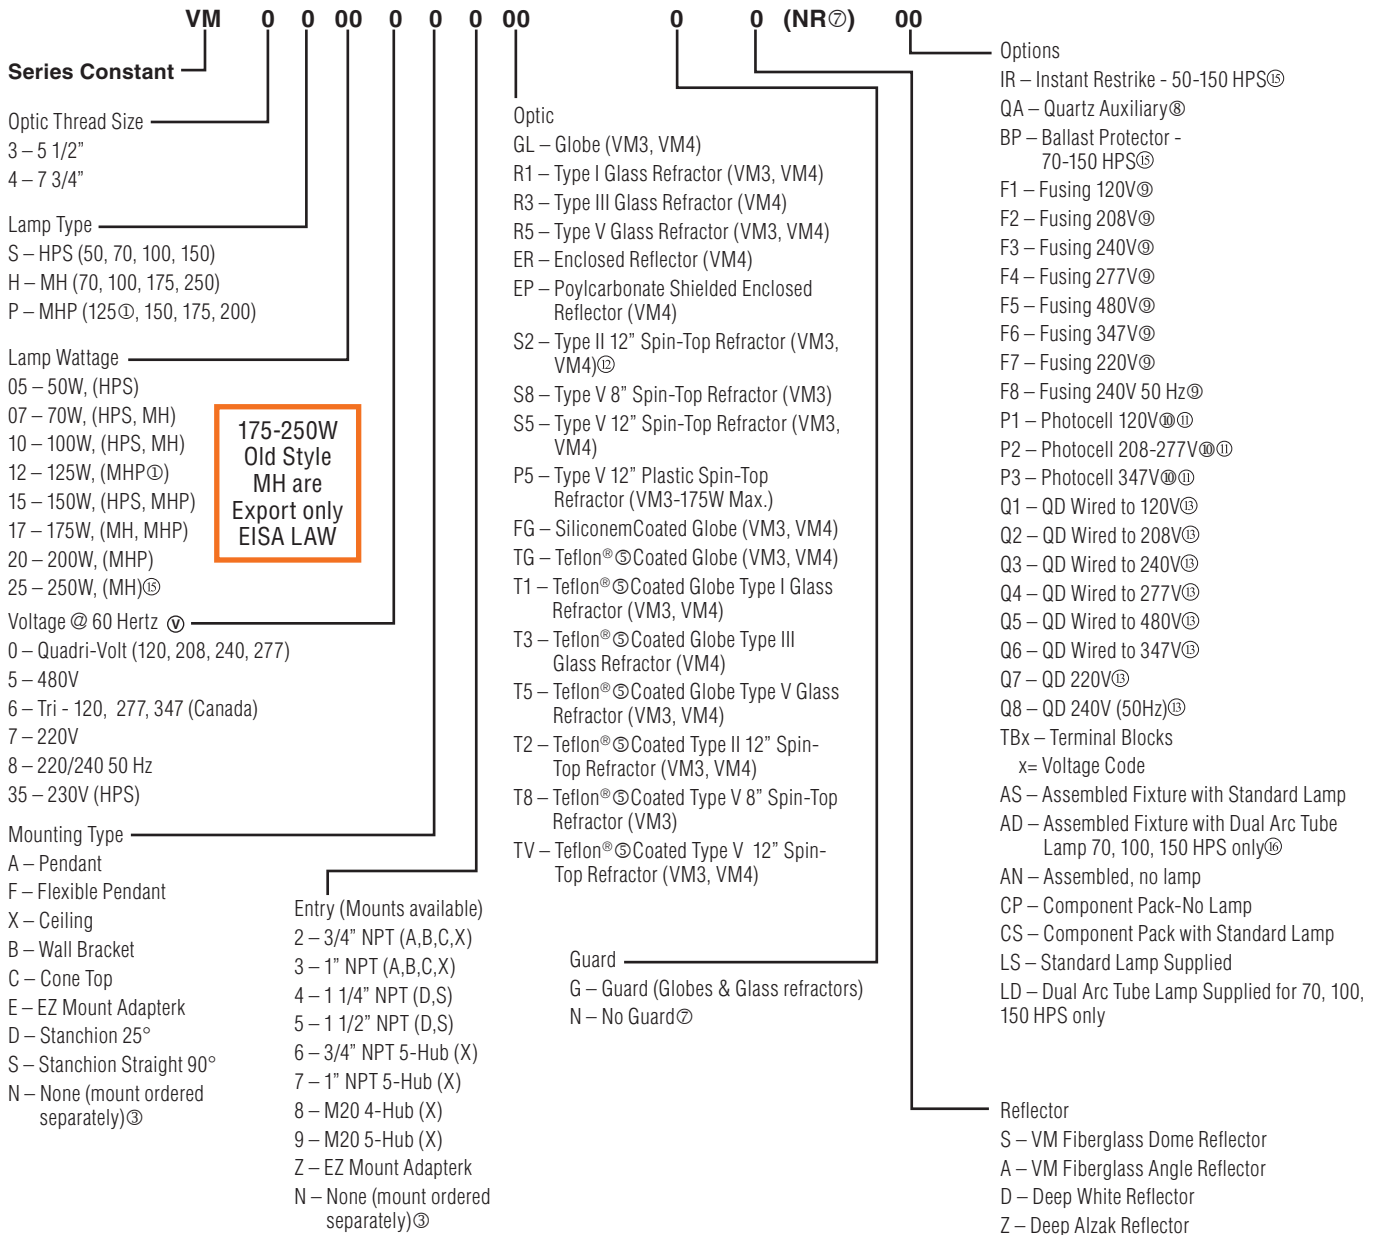 VM 0 0 00 0 0 0 00 0 0 (NR⑦) 00
Series Constant
Optic Thread Size
3 – 5 1/2”
4 – 7 3/4”
Lamp Type
S – HPS (50, 70, 100, 150)
H – MH (70, 100, 175, 250)
P – MHP (125①, 150, 175, 200)
Lamp Wattage
05 – 50W, (HPS)
07 – 70W, (HPS, MH)
10 – 100W, (HPS, MH)
12 – 125W, (MHP①)
15 – 150W, (HPS, MHP)
17 – 175W, (MH, MHP)
20 – 200W, (MHP)
25 – 250W, (MH)⑮
175-250W
Old Style
MH are
Export only
EISA LAW
Voltage @ 60 Hertz Ⓥ
0 – Quadri-Volt (120, 208, 240, 277)
5 – 480V
6 – Tri - 120, 277, 347 (Canada)
7 – 220V
8 – 220/240 50 Hz
35 – 230V (HPS)
Mounting Type
A – Pendant
F – Flexible Pendant
X – Ceiling
B – Wall Bracket
C – Cone Top
E – EZ Mount Adapterk
D – Stanchion 25°
S – Stanchion Straight 90°
N – None (mount ordered
separately)③
Entry (Mounts available)
2 – 3/4” NPT (A,B,C,X)
3 – 1” NPT (A,B,C,X)
4 – 1 1/4” NPT (D,S)
5 – 1 1/2” NPT (D,S)
6 – 3/4” NPT 5-Hub (X)
7 – 1” NPT 5-Hub (X)
8 – M20 4-Hub (X)
9 – M20 5-Hub (X)
Z – EZ Mount Adapterk
N – None (mount ordered
separately)③
Optic
GL – Globe (VM3, VM4)
R1 – Type I Glass Refractor (VM3, VM4)
R3 – Type III Glass Refractor (VM4)
R5 – Type V Glass Refractor (VM3, VM4)
ER – Enclosed Reflector (VM4)
EP – Poylcarbonate Shielded Enclosed
Reflector (VM4)
S2 – Type II 12” Spin-Top Refractor (VM3,
VM4)⑫
S8 – Type V 8” Spin-Top Refractor (VM3)
S5 – Type V 12” Spin-Top Refractor (VM3,
VM4)
P5 – Type V 12” Plastic Spin-Top
Refractor (VM3-175W Max.)
FG – SiliconemCoated Globe (VM3, VM4)
TG – Teflon®⑤Coated Globe (VM3, VM4)
T1 – Teflon®⑤Coated Globe Type I Glass
Refractor (VM3, VM4)
T3 – Teflon®⑤Coated Globe Type III
Glass Refractor (VM4)
T5 – Teflon®⑤Coated Globe Type V Glass
Refractor (VM3, VM4)
T2 – Teflon®⑤Coated Type II 12” Spin-
Top Refractor (VM3, VM4)
T8 – Teflon®⑤Coated Type V 8” Spin-Top
Refractor (VM3)
TV – Teflon®⑤Coated Type V 12” Spin-
Top Refractor (VM3, VM4)
Guard
G – Guard (Globes & Glass refractors)
N – No Guard⑦
Options
IR – Instant Restrike - 50-150 HPS⑮
QA – Quartz Auxiliary⑧
BP – Ballast Protector -
70-150 HPS⑮
F1 – Fusing 120V⑨
F2 – Fusing 208V⑨
F3 – Fusing 240V⑨
F4 – Fusing 277V⑨
F5 – Fusing 480V⑨
F6 – Fusing 347V⑨
F7 – Fusing 220V⑨
F8 – Fusing 240V 50 Hz⑨
P1 – Photocell 120V⑩⑪
P2 – Photocell 208-277V⑩⑪
P3 – Photocell 347V⑩⑪
Q1 – QD Wired to 120V⑬
Q2 – QD Wired to 208V⑬
Q3 – QD Wired to 240V⑬
Q4 – QD Wired to 277V⑬
Q5 – QD Wired to 480V⑬
Q6 – QD Wired to 347V⑬
Q7 – QD 220V⑬
Q8 – QD 240V (50Hz)⑬
TBx – Terminal Blocks
x= Voltage Code
AS – Assembled Fixture with Standard Lamp
AD – Assembled Fixture with Dual Arc Tube
Lamp 70, 100, 150 HPS only⑯
AN – Assembled, no lamp
CP – Component Pack-No Lamp
CS – Component Pack with Standard Lamp
LS – Standard Lamp Supplied
LD – Dual Arc Tube Lamp Supplied for 70, 100,
150 HPS only
Reflector
S – VM Fiberglass Dome Reflector
A – VM Fiberglass Angle Reflector
D – Deep White Reflector
Z – Deep Alzak Reflector